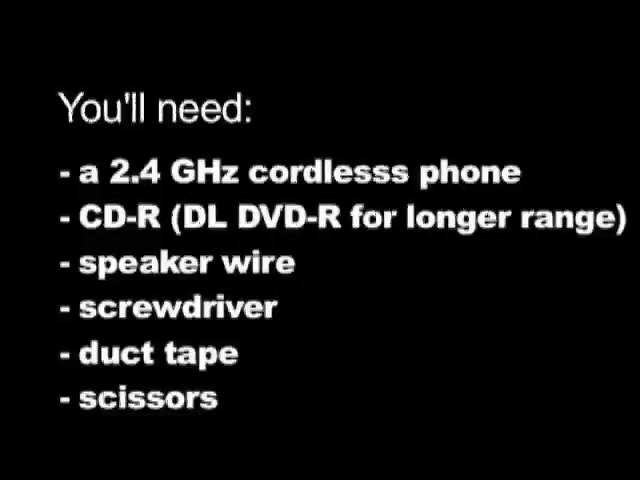 You'll need:
- a 2.4 GHz cordlesss phone
- CD-R (DL DVD-R for longer range)
- speaker wire
- screwdriver
- duct tape
- scissors